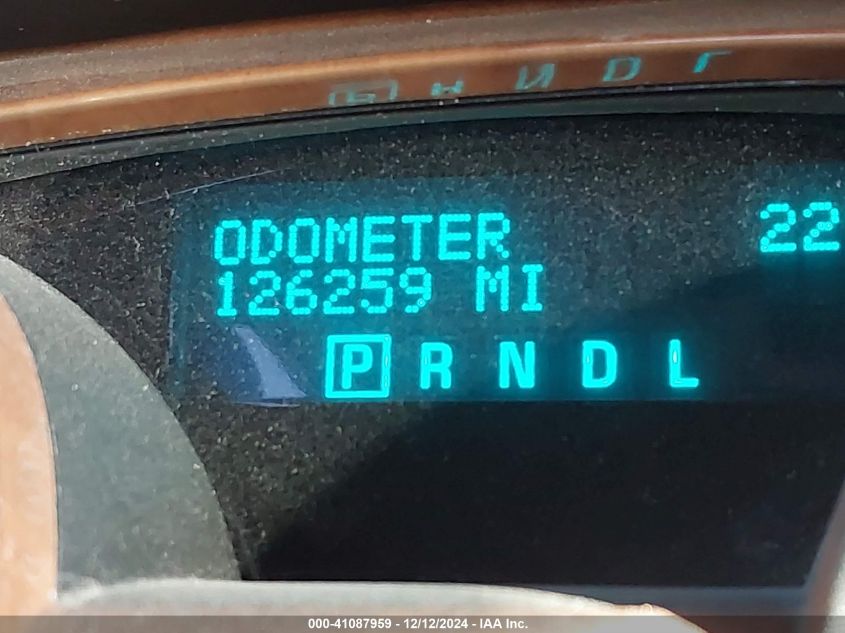 ODOMETER 22
126259 MI
P R N D L
000-41087959 - 12/12/2024 - IAA Inc.